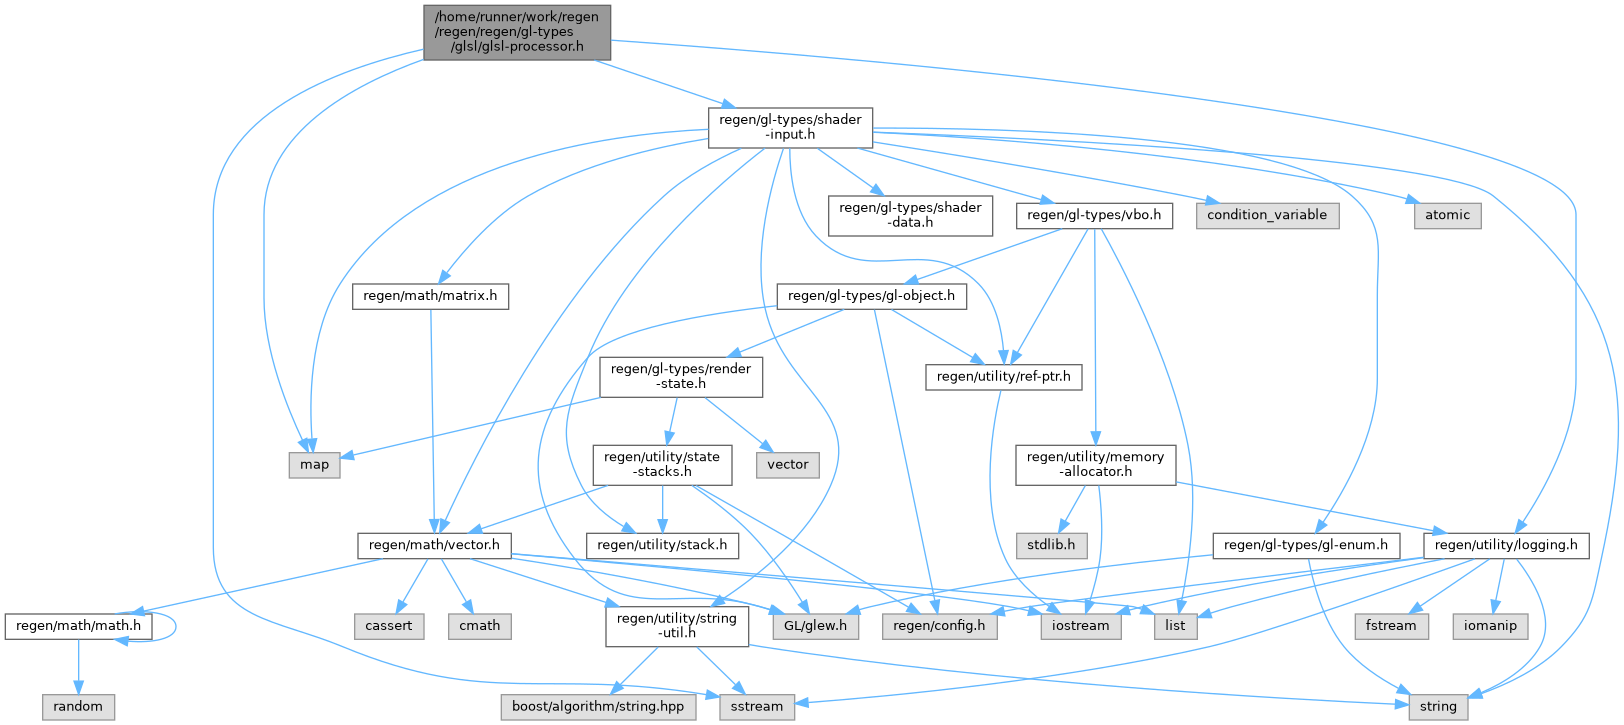 /home/runner/work/regen
/regen/regen/gl-types
/glsl/glsl-processor.h
regen/gl-types/shader
-input.h
regen/gl-types/shader
-data.h
regen/gl-types/vbo.h
condition_variable
atomic
regen/math/matrix.h
regen/gl-types/gl-object.h
regen/gl-types/render
-state.h
regen/utility/ref-ptr.h
map
regen/utility/state
-stacks.h
vector
regen/utility/memory
-allocator.h
regen/math/vector.h
regen/utility/stack.h
stdlib.h
regen/gl-types/gl-enum.h
regen/utility/logging.h
regen/math/math.h
cassert
cmath
regen/utility/string
-util.h
GL/glew.h
regen/config.h
iostream
list
fstream
iomanip
random
boost/algorithm/string.hpp
sstream
string